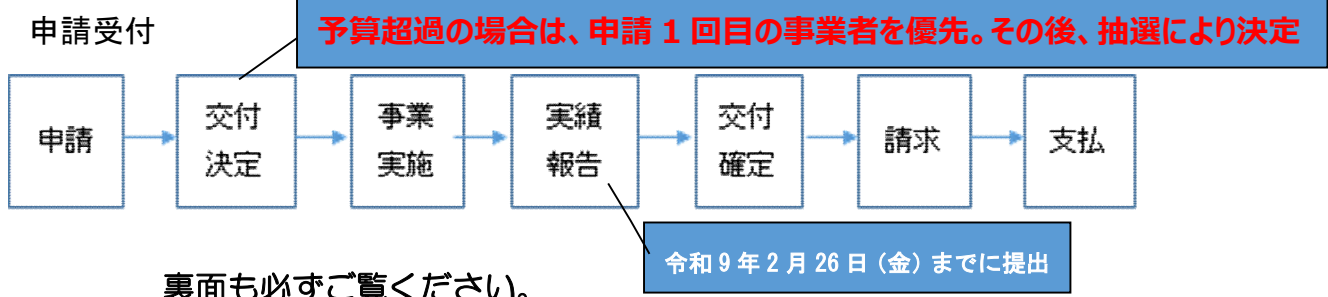 申請受付
予算超過の場合は、申請 1 回目の事業者を優先。その後、抽選により決定
申請
交付
決定
事業
実施
実績
報告
交付
確定
請求
支払
令和 9 年 2 月 26 日（金）までに提出
裏面も必ずご覧ください。